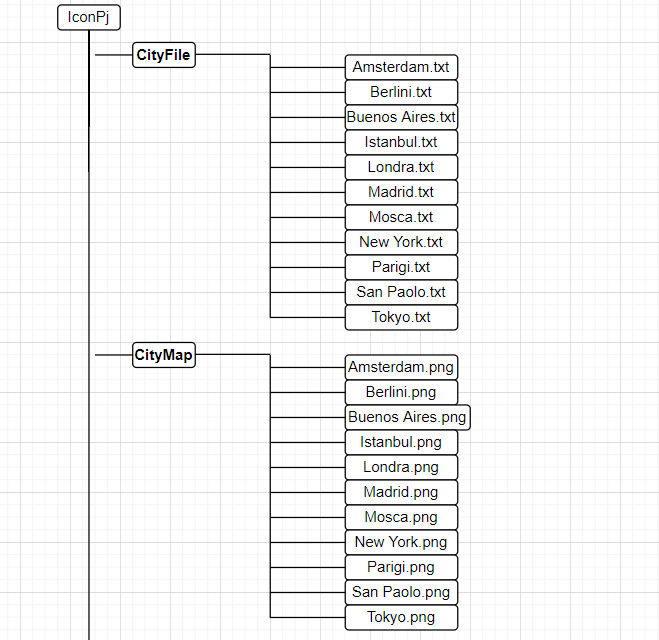 IconPj
CityFile
Amsterdam.txt
Berlini.txt
Buenos Aires.txt
Istanbul.txt
Londra.txt
Madrid.txt
Mosca.txt
New York.txt
Parigi.txt
San Paolo.txt
Tokyo.txt
CityMap
Amsterdam.png
Berlini.png
Buenos Aires.png
Istanbul.png
Londra.png
Madrid.png
Mosca.png
New York.png
Parigi.png
San Paolo.png
Tokyo.png